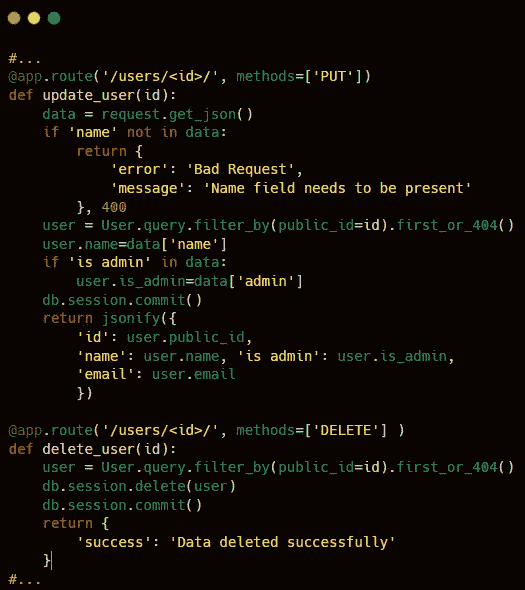 #...
@app.route('/users/<id>/', methods=['PUT'])
def update_user(id):
    data = request.get_json()
    if 'name' not in data:
        return {
            'error': 'Bad Request',
            'message': 'Name field needs to be present'
        }, 400
    user = User.query.filter_by(public_id=id).first_or_404()
    user.name=data['name']
    if 'is admin' in data:
        user.is_admin=data['admin']
    db.session.commit()
    return jsonify({
        'id': user.public_id,
        'name': user.name, 'is admin': user.is_admin,
        'email': user.email
        })
@app.route('/users/<id>/', methods=['DELETE'] )
def delete_user(id):
    user = User.query.filter_by(public_id=id).first_or_404()
    db.session.delete(user)
    db.session.commit()
    return {
        'success': 'Data deleted successfully'
    }
#...